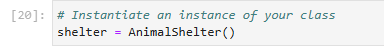 [20]: # Instantiate an instance of your class
shelter = AnimalShelter()